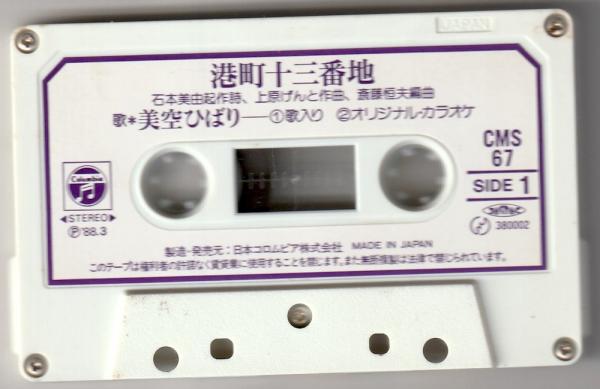 JAPAN
港町十三番地
石本美由起作詩、上原げんと作曲、斎藤恒夫編曲
歌*美空ひばり――①歌入り ②オリジナル・カラオケ
CMS
67
SIDE 1
Columbia
◀STEREO▶
Ⓟ'88.3
380002
製造・発売元：日本コロムビア株式会社 MADE IN JAPAN
このテープは権利者の許諾なく賃貸業に使用することを禁じます。また無断複製は法律で禁じられています。